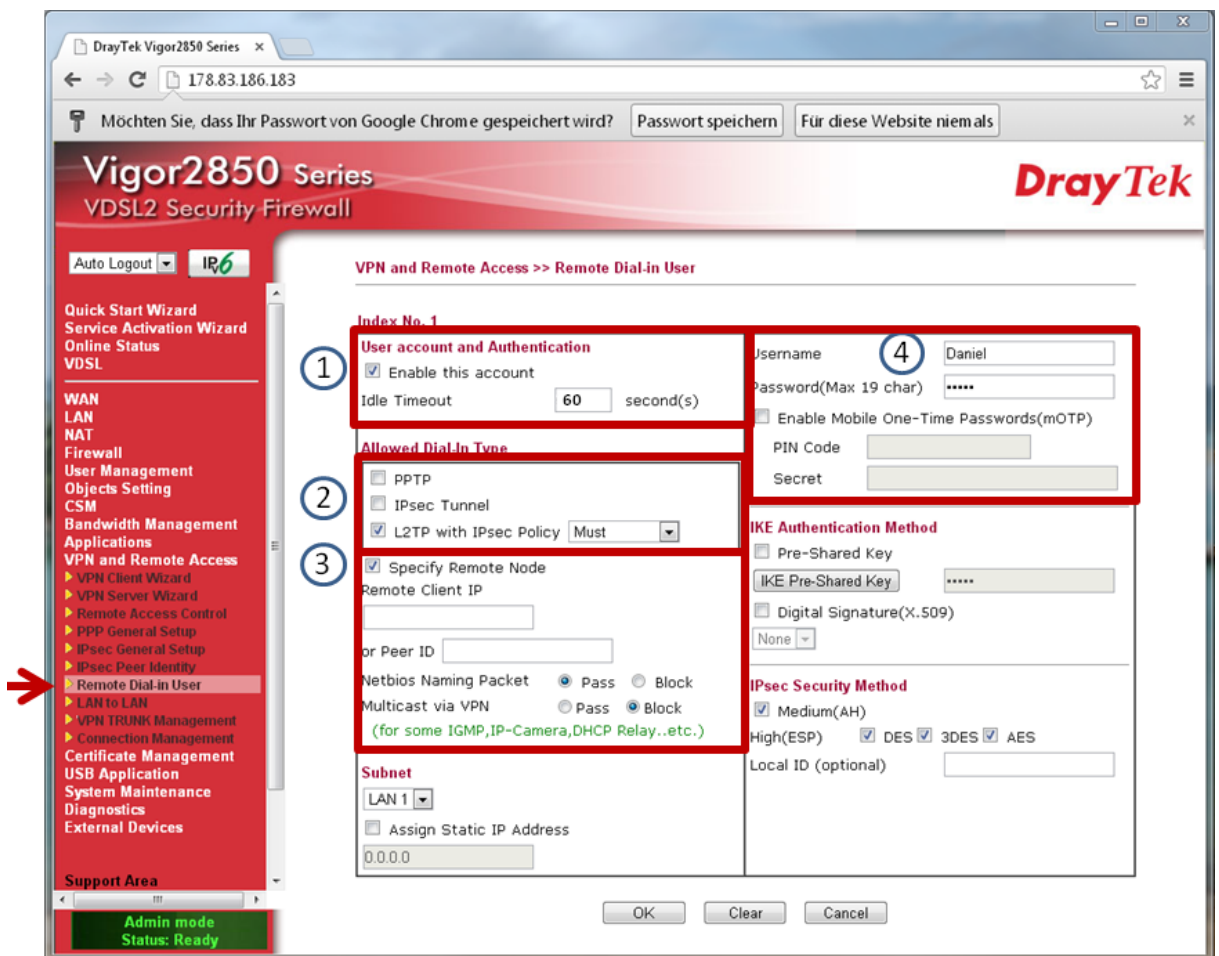 DrayTek Vigor2850 Series
178.83.186.183
Möchten Sie, dass Ihr Passwort von Google Chrome gespeichert wird? Passwort speichern Für diese Website niemals
Vigor2850 Series
VDSL2 Security Firewall
DrayTek
Auto Logout IPv6
Quick Start Wizard
Service Activation Wizard
Online Status
VDSL
WAN
LAN
NAT
Firewall
User Management
Objects Setting
CSM
Bandwidth Management
Applications
VPN and Remote Access
VPN Client Wizard
VPN Server Wizard
Remote Access Control
PPP General Setup
IPsec General Setup
IPsec Peer Identity
Remote Dial-in User
LAN to LAN
VPN TRUNK Management
Connection Management
Certificate Management
USB Application
System Maintenance
Diagnostics
External Devices
Support Area
Admin mode
Status: Ready
VPN and Remote Access >> Remote Dial-in User
Index No. 1
1
User account and Authentication
Enable this account
Idle Timeout 60 second(s)
Allowed Dial-In Type
2
PPTP
IPsec Tunnel
L2TP with IPsec Policy Must
3
Specify Remote Node
Remote Client IP
or Peer ID
Netbios Naming Packet Pass Block
Multicast via VPN Pass Block
(for some IGMP,IP-Camera,DHCP Relay..etc.)
Subnet
LAN 1
Assign Static IP Address
0.0.0.0
Username 4 Daniel
Password(Max 19 char) •••••
Enable Mobile One-Time Passwords(mOTP)
PIN Code
Secret
IKE Authentication Method
Pre-Shared Key
IKE Pre-Shared Key •••••
Digital Signature(X.509)
None
IPsec Security Method
Medium(AH)
High(ESP) DES 3DES AES
Local ID (optional)
OK Clear Cancel